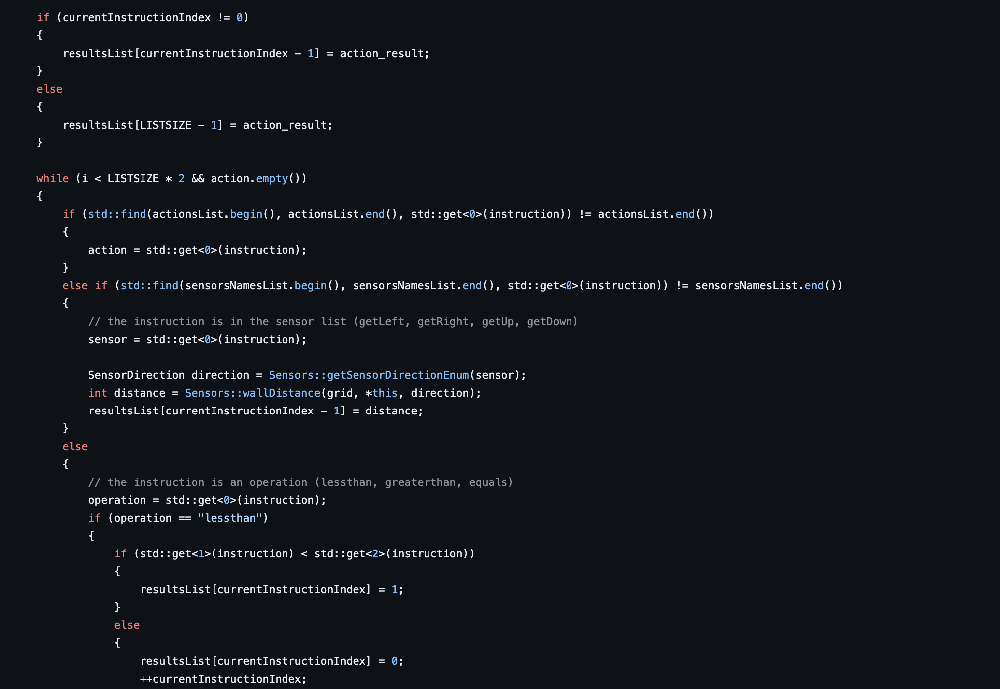 if (currentInstructionIndex != 0)
{
    resultsList[currentInstructionIndex - 1] = action_result;
}
else
{
    resultsList[LISTSIZE - 1] = action_result;
}

while (i < LISTSIZE * 2 && action.empty())
{
    if (std::find(actionsList.begin(), actionsList.end(), std::get<0>(instruction)) != actionsList.end())
    {
        action = std::get<0>(instruction);
    }
    else if (std::find(sensorsNamesList.begin(), sensorsNamesList.end(), std::get<0>(instruction)) != sensorsNamesList.end())
    {
        // the instruction is in the sensor list (getLeft, getRight, getUp, getDown)
        sensor = std::get<0>(instruction);

        SensorDirection direction = Sensors::getSensorDirectionEnum(sensor);
        int distance = Sensors::wallDistance(grid, *this, direction);
        resultsList[currentInstructionIndex - 1] = distance;
    }
    else
    {
        // the instruction is an operation (lessthan, greaterthan, equals)
        operation = std::get<0>(instruction);
        if (operation == "lessthan")
        {
            if (std::get<1>(instruction) < std::get<2>(instruction))
            {
                resultsList[currentInstructionIndex] = 1;
            }
            else
            {
                resultsList[currentInstructionIndex] = 0;
                ++currentInstructionIndex;